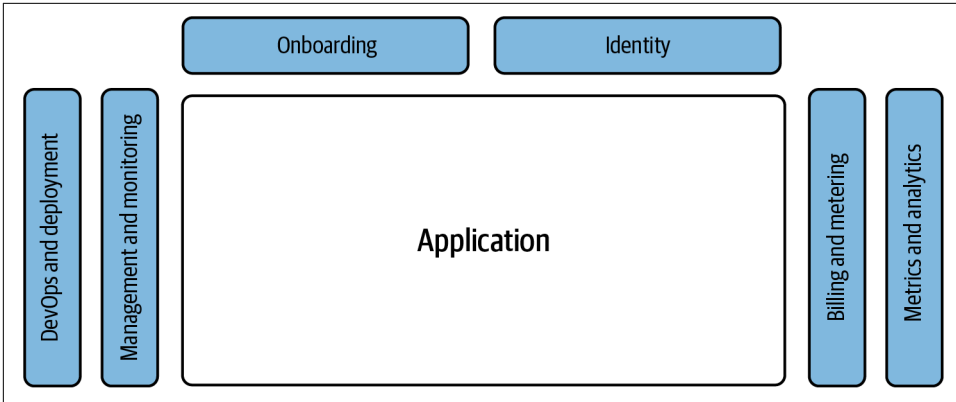 Onboarding
Identity
DevOps and deployment
Management and monitoring
Application
Billing and metering
Metrics and analytics